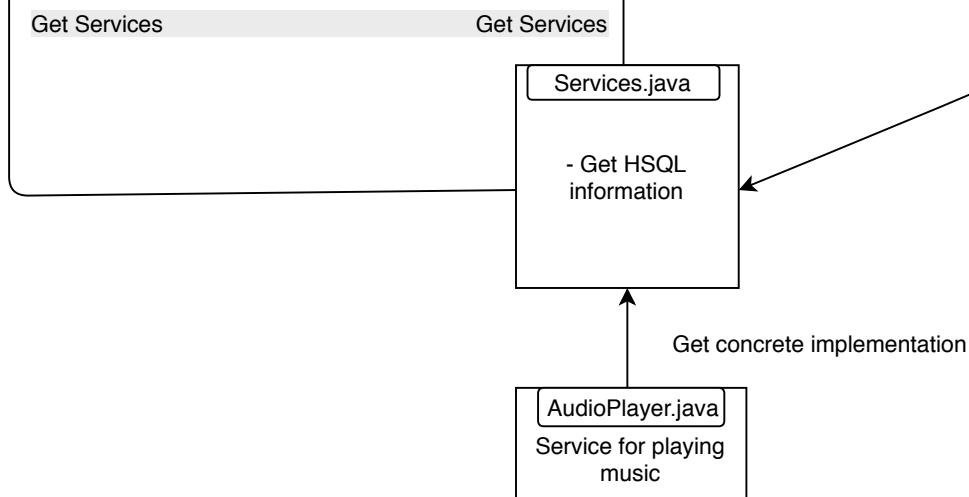 Get Services
Get Services
Services.java
- Get HSQL
information
Get concrete implementation
AudioPlayer.java
Service for playing
music